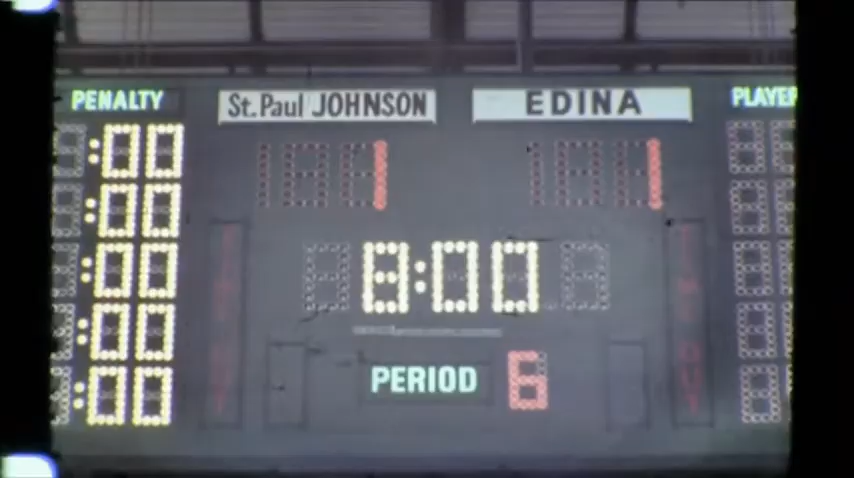 PENALTY St. Paul JOHNSON EDINA PLAYER
:00 1 1
:00
:00 8:00
:00
:00 PERIOD 6